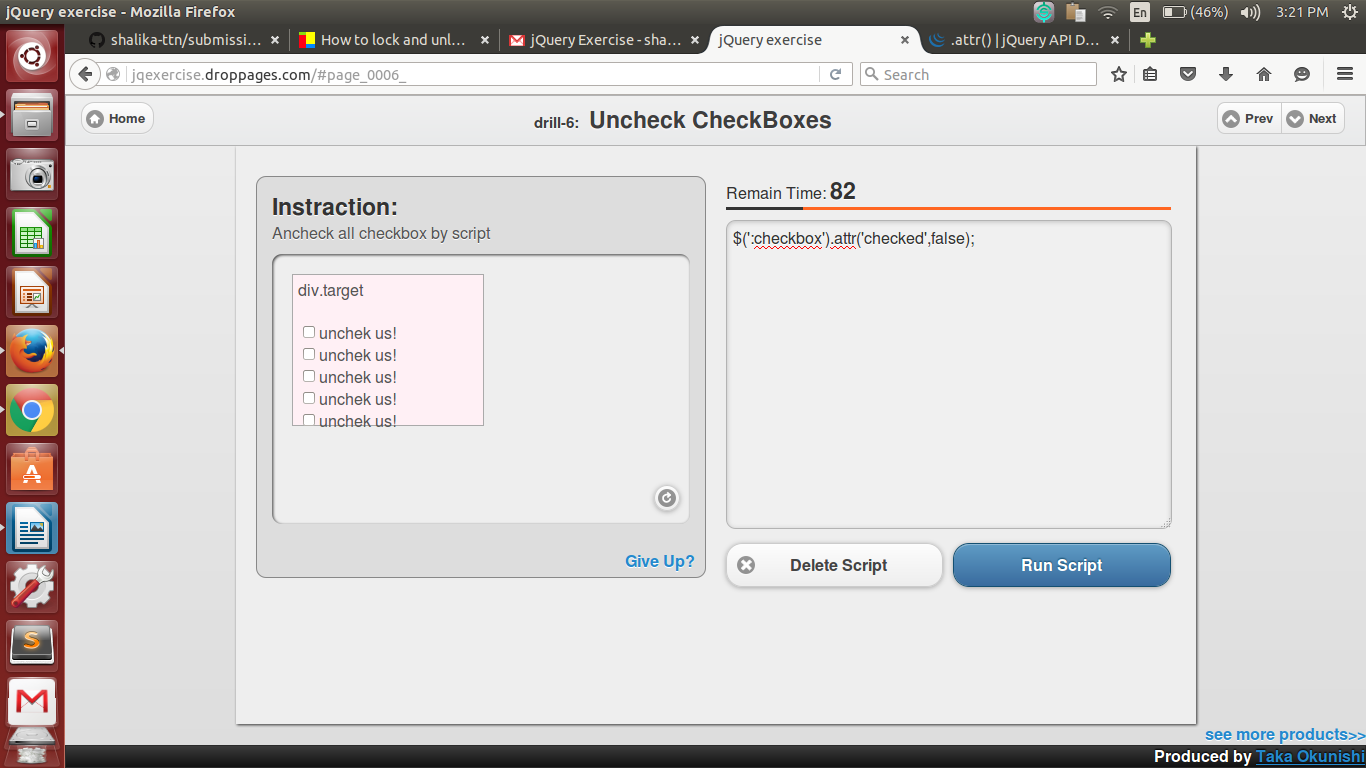 jQuery exercise - Mozilla Firefox
En
(46%)
3:21 PM
shalika-ttn/submissi...
How to lock and unl...
jQuery Exercise - sha...
jQuery exercise
.attr() | jQuery API D...
jqexercise.droppages.com/#page_0006_
Search
Home
drill-6: Uncheck CheckBoxes
Prev
Next
Instraction:
Ancheck all checkbox by script
div.target
unchek us!
unchek us!
unchek us!
unchek us!
unchek us!
Give Up?
Remain Time: 82
$(':checkbox').attr('checked',false);
Delete Script
Run Script
see more products>>
Produced by Taka Okunishi